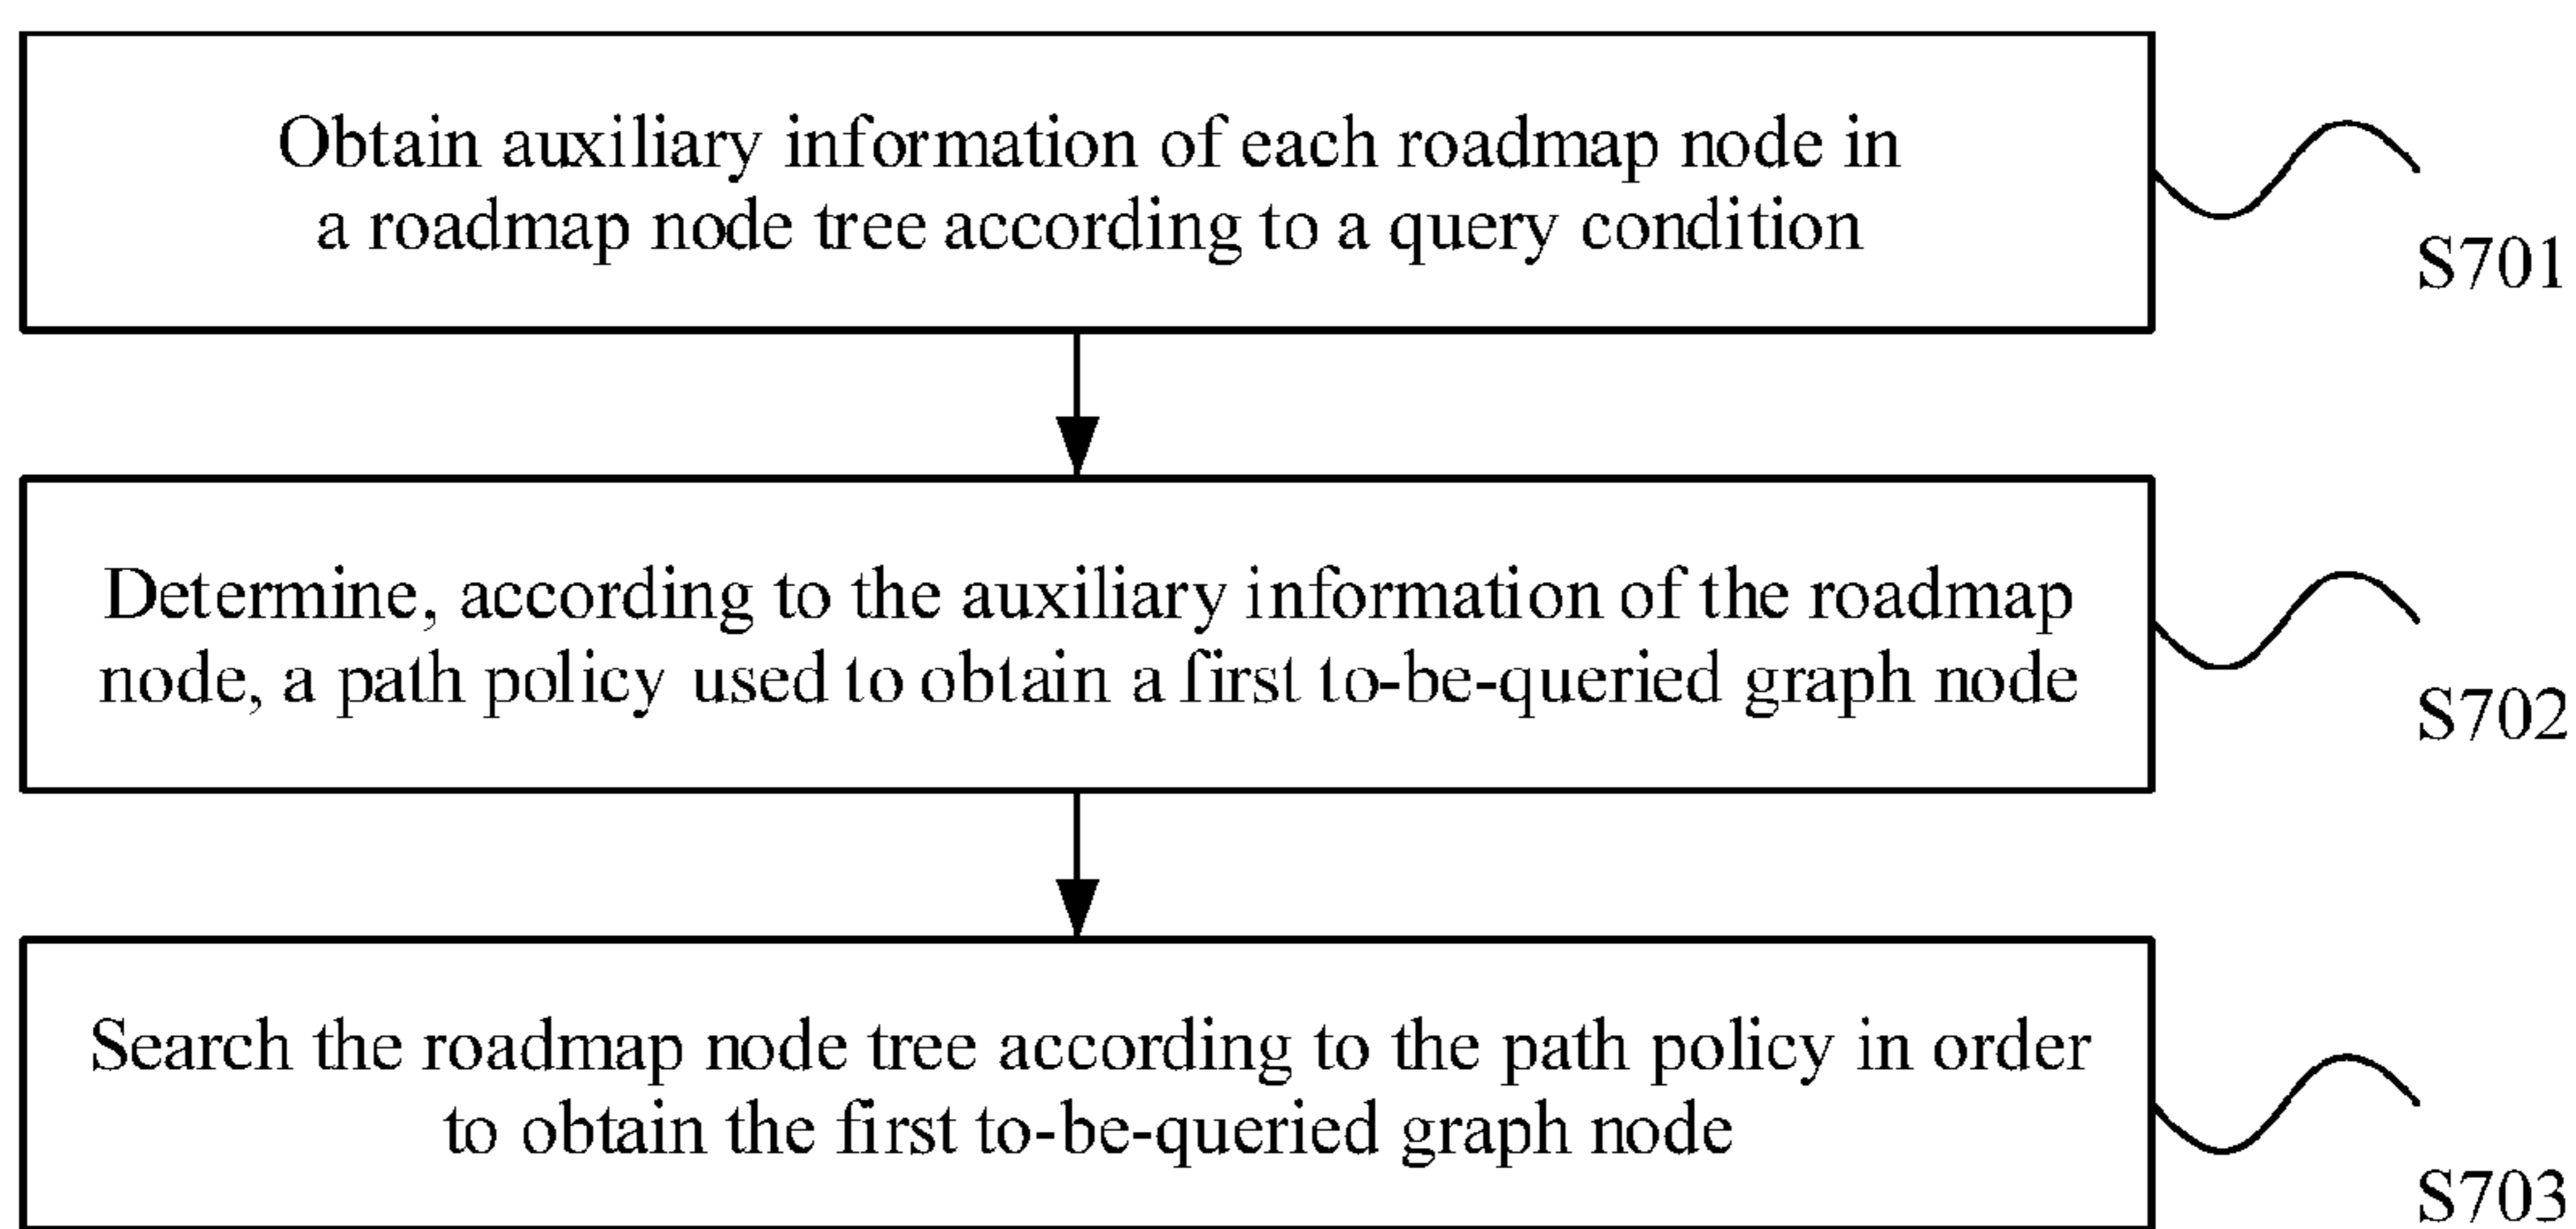 Obtain auxiliary information of each roadmap node in
a roadmap node tree according to a query condition
S701
Determine, according to the auxiliary information of the roadmap
node, a path policy used to obtain a first to-be-queried graph node
S702
Search the roadmap node tree according to the path policy in order
to obtain the first to-be-queried graph node
S703